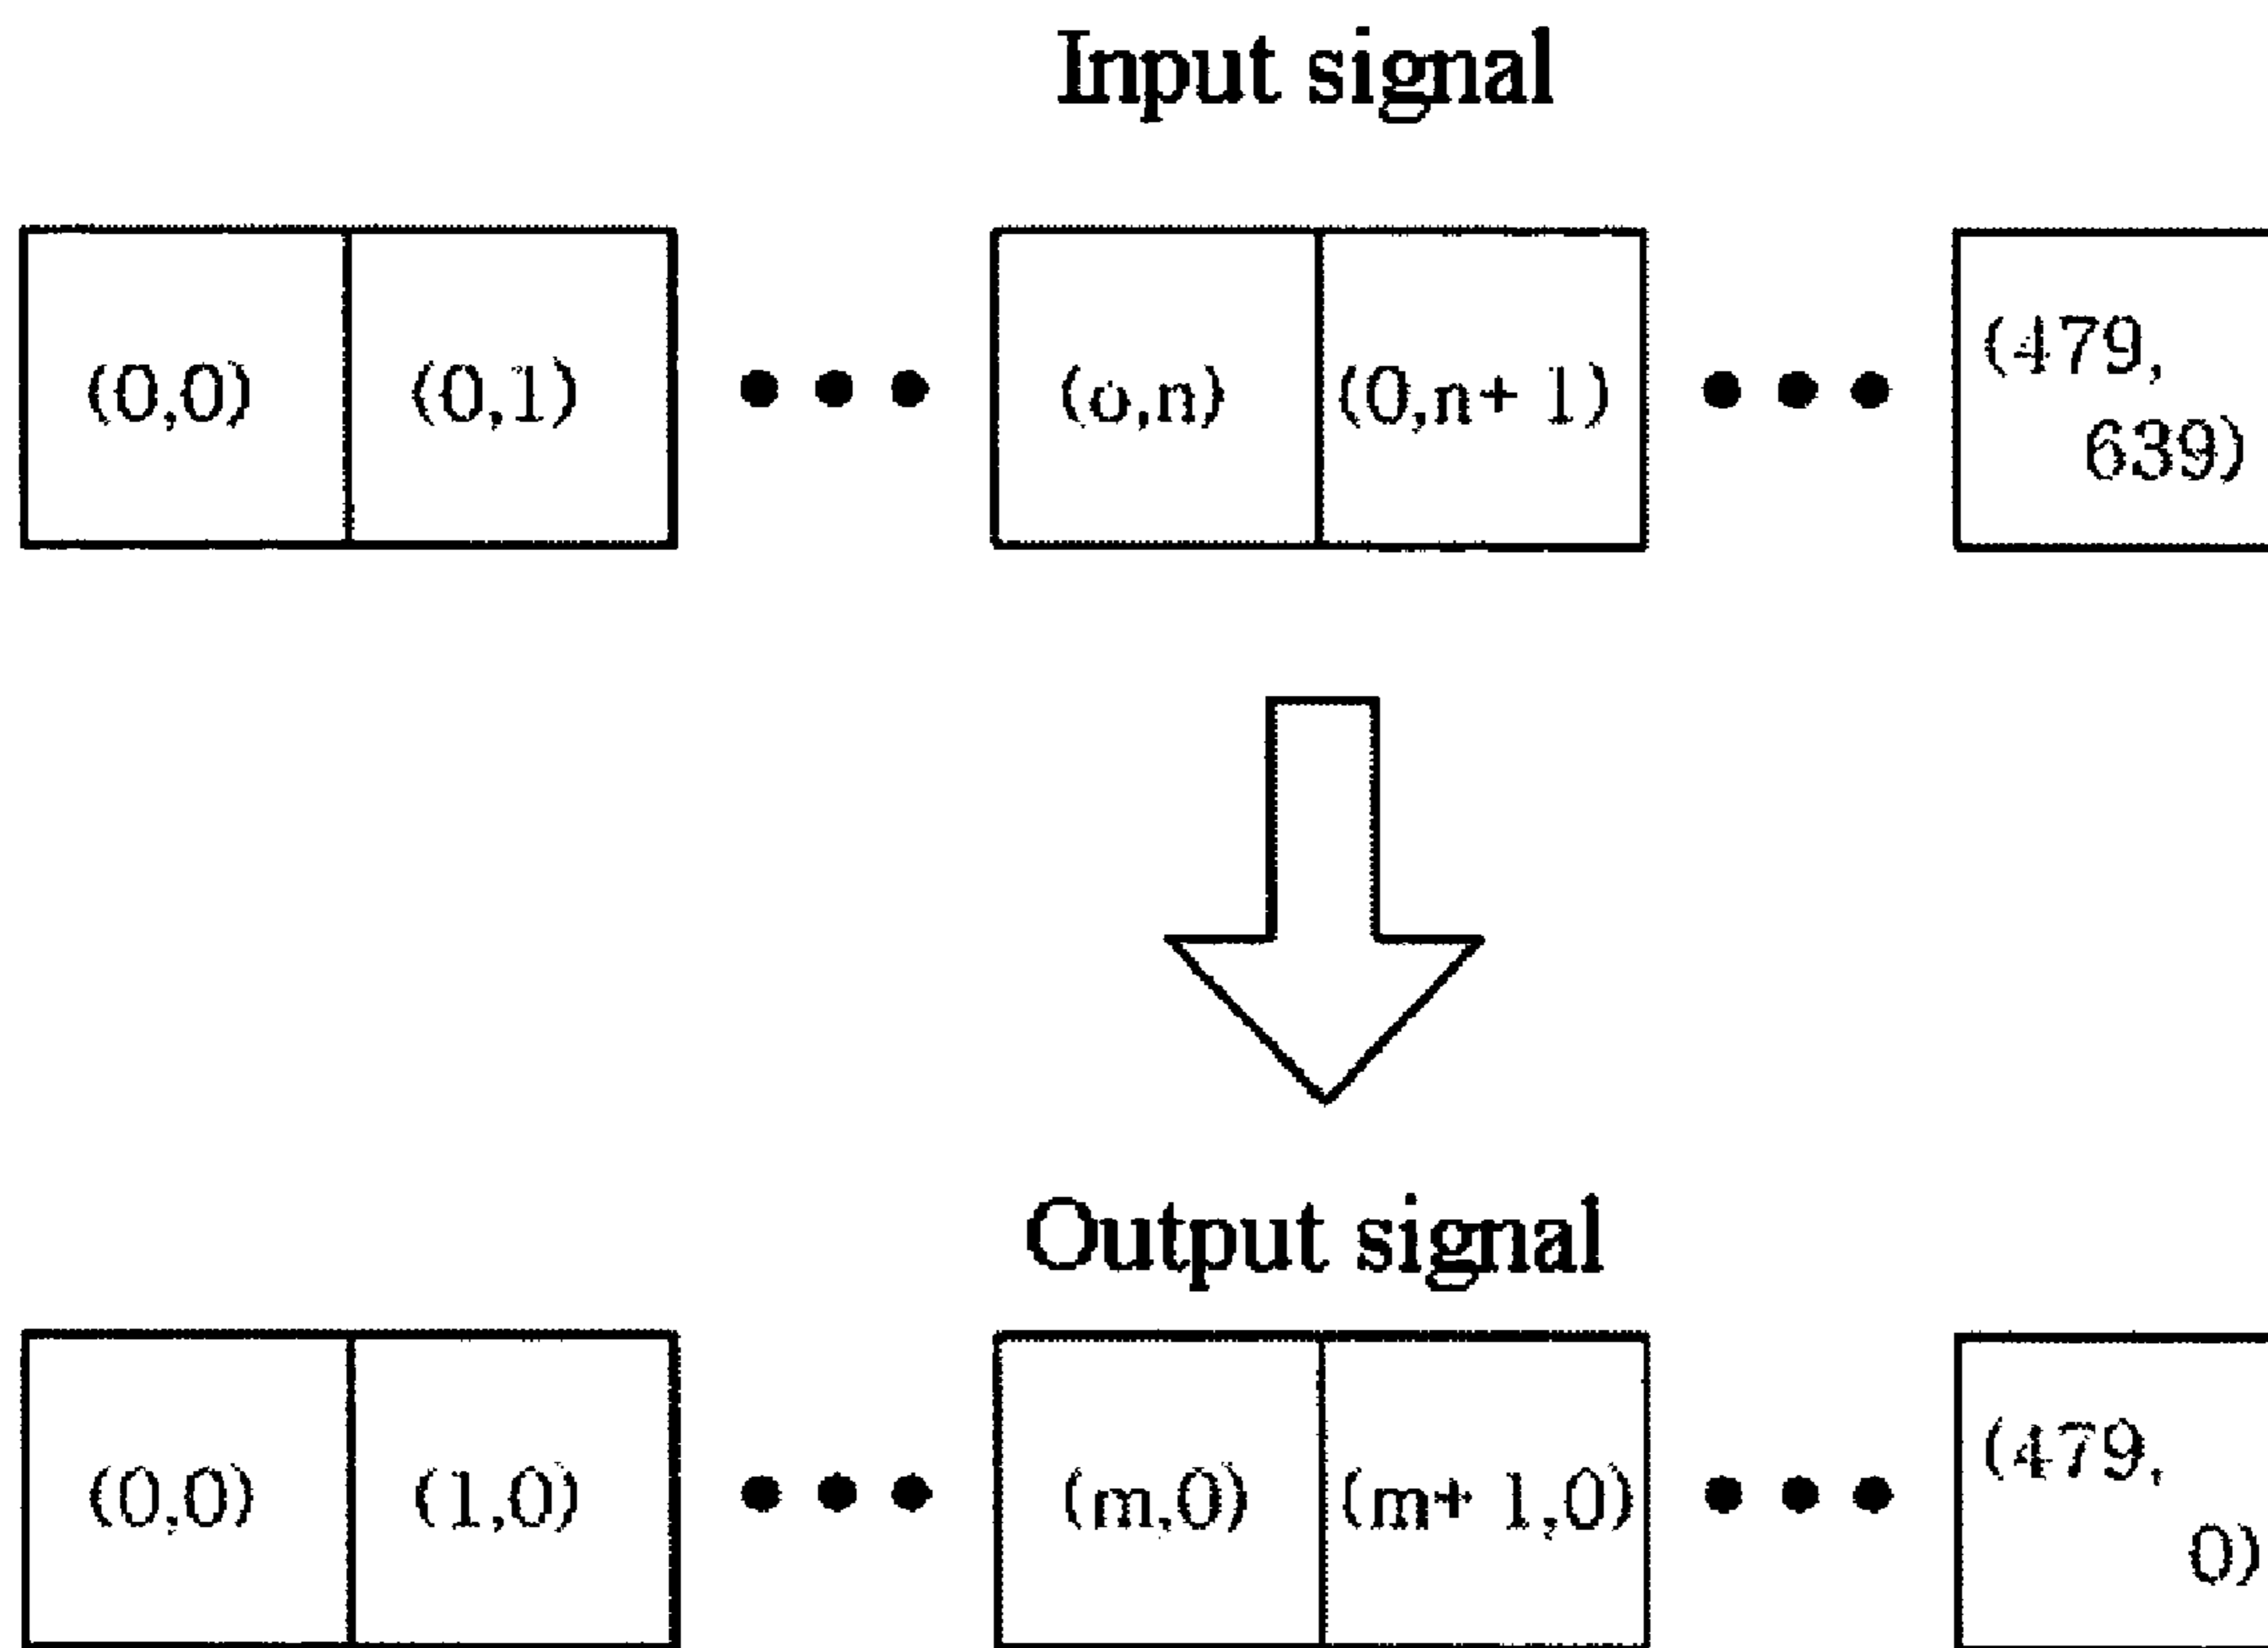 Input signal
(0,0) (0,1) ••• (o,n) (0,n+ 1) ••• (479,
639)
Output signal
(0,0) (1,0) ••• (m,0) (m+ 1,0) ••• (479,
0)